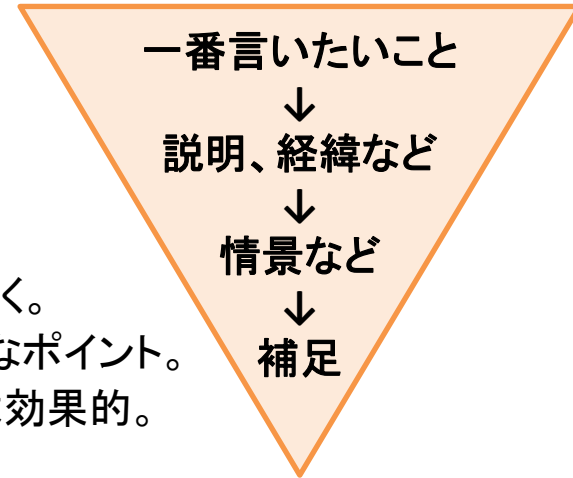 一番言いたいこと
↓
説明、経緯など
↓
情景など
↓
補足
く。
なポイント。
効果的。